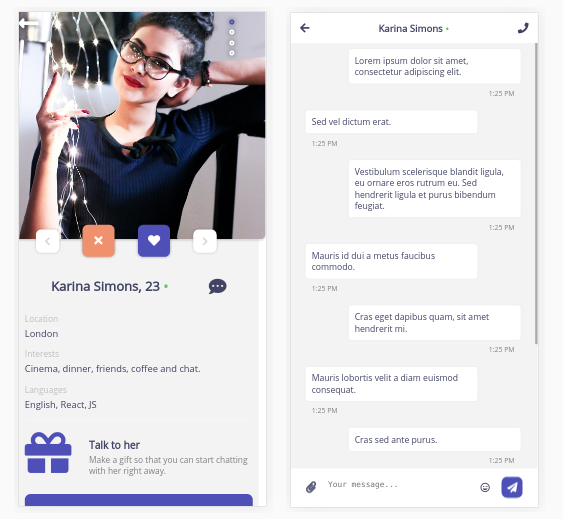 Karina Simons, 23
Location
London
Interests
Cinema, dinner, friends, coffee and chat.
Languages
English, React, JS
Talk to her
Make a gift so that you can start chatting
with her right away.
Karina Simons
Lorem ipsum dolor sit amet,
consectetur adipiscing elit.
1:25 PM
Sed vel dictum erat.
1:25 PM
Vestibulum scelerisque blandit ligula,
eu ornare eros rutrum eu. Sed
hendrerit ligula et purus bibendum
feugiat.
1:25 PM
Mauris id dui a metus faucibus
commodo.
1:25 PM
Cras eget dapibus quam, sit amet
hendrerit mi.
1:25 PM
Mauris lobortis velit a diam euismod
consequat.
1:25 PM
Cras sed ante purus.
1:25 PM
Your message...